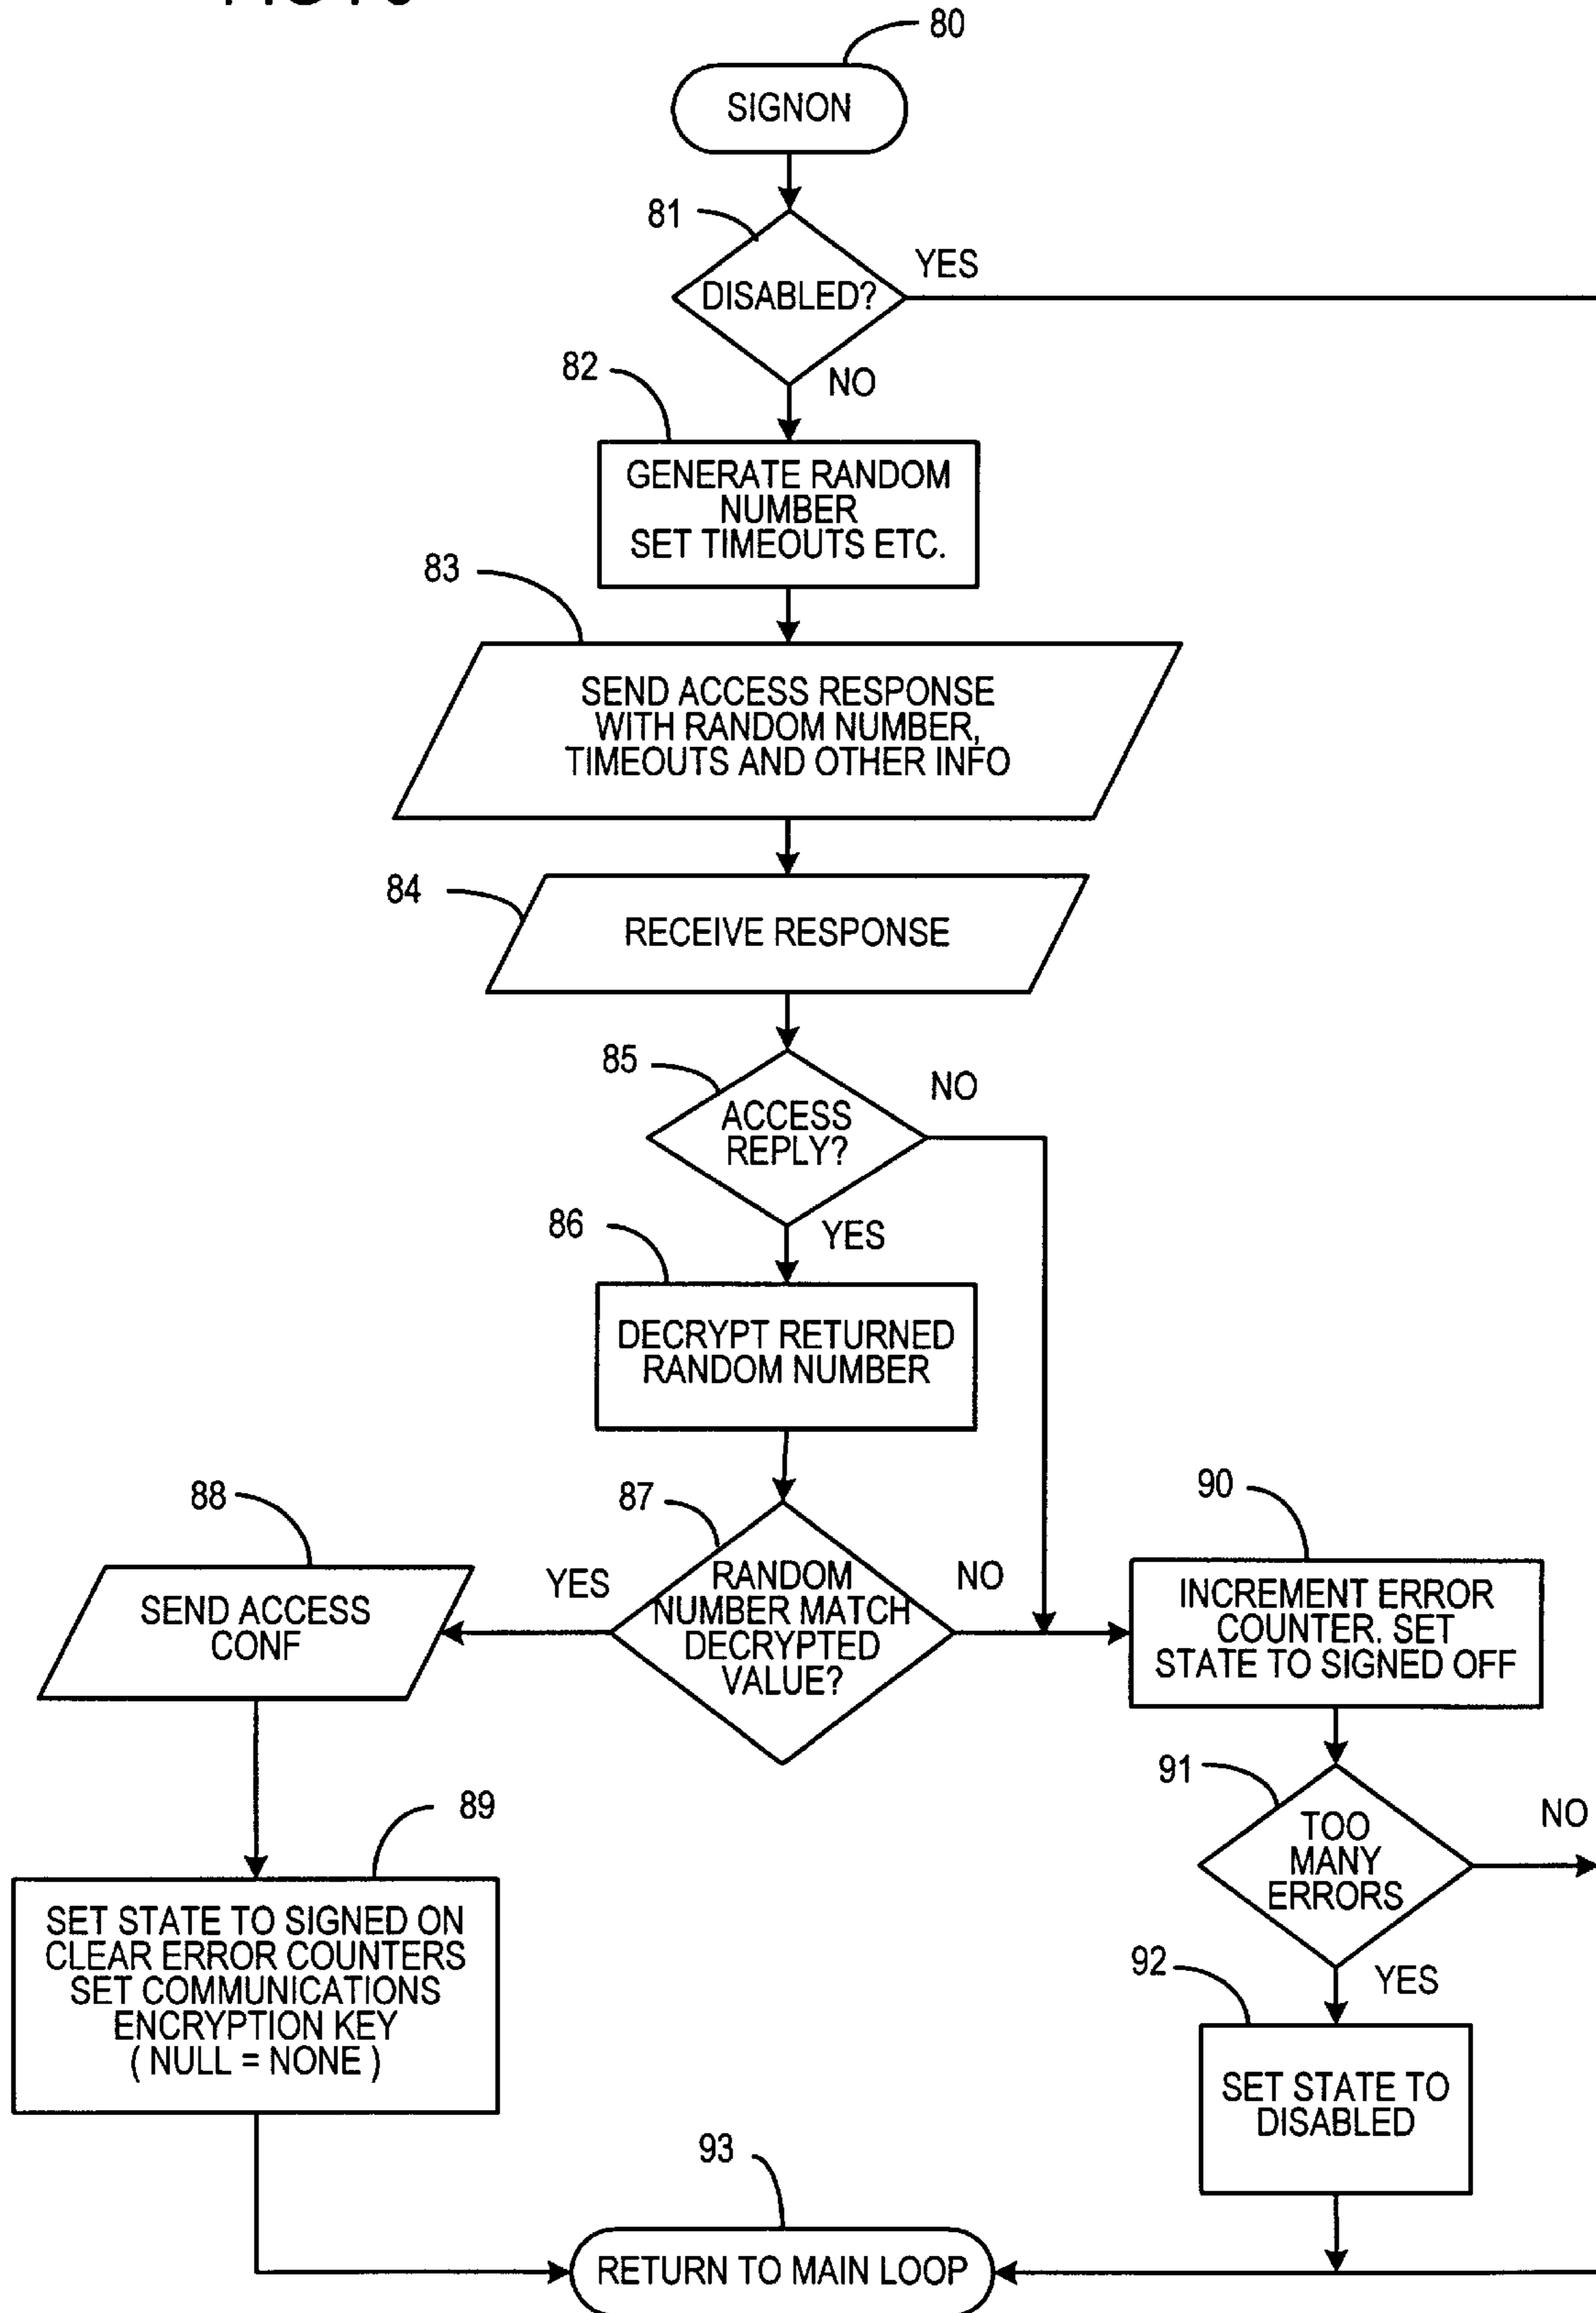 80
SIGNON
81
DISABLED?
YES
NO
82
GENERATE RANDOM
NUMBER
SET TIMEOUTS ETC.
83
SEND ACCESS RESPONSE
WITH RANDOM NUMBER,
TIMEOUTS AND OTHER INFO
84
RECEIVE RESPONSE
85
ACCESS
REPLY?
NO
YES
86
DECRYPT RETURNED
RANDOM NUMBER
87
RANDOM
NUMBER MATCH
DECRYPTED
VALUE?
YES
NO
88
SEND ACCESS
CONF
89
SET STATE TO SIGNED ON
CLEAR ERROR COUNTERS
SET COMMUNICATIONS
ENCRYPTION KEY
( NULL = NONE )
90
INCREMENT ERROR
COUNTER. SET
STATE TO SIGNED OFF
91
TOO
MANY
ERRORS
NO
YES
92
SET STATE TO
DISABLED
93
RETURN TO MAIN LOOP